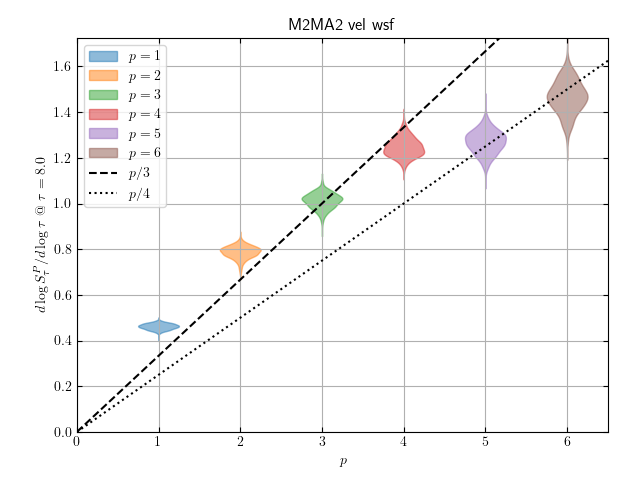 M2MA2 vel wsf
p = 1
p = 2
p = 3
p = 4
p = 5
p = 6
p/3
p/4
d log S_τ^P / d log τ @ τ = 8.0
1.6
1.4
1.2
1.0
0.8
0.6
0.4
0.2
0.0
0 1 2 3 4 5 6
p